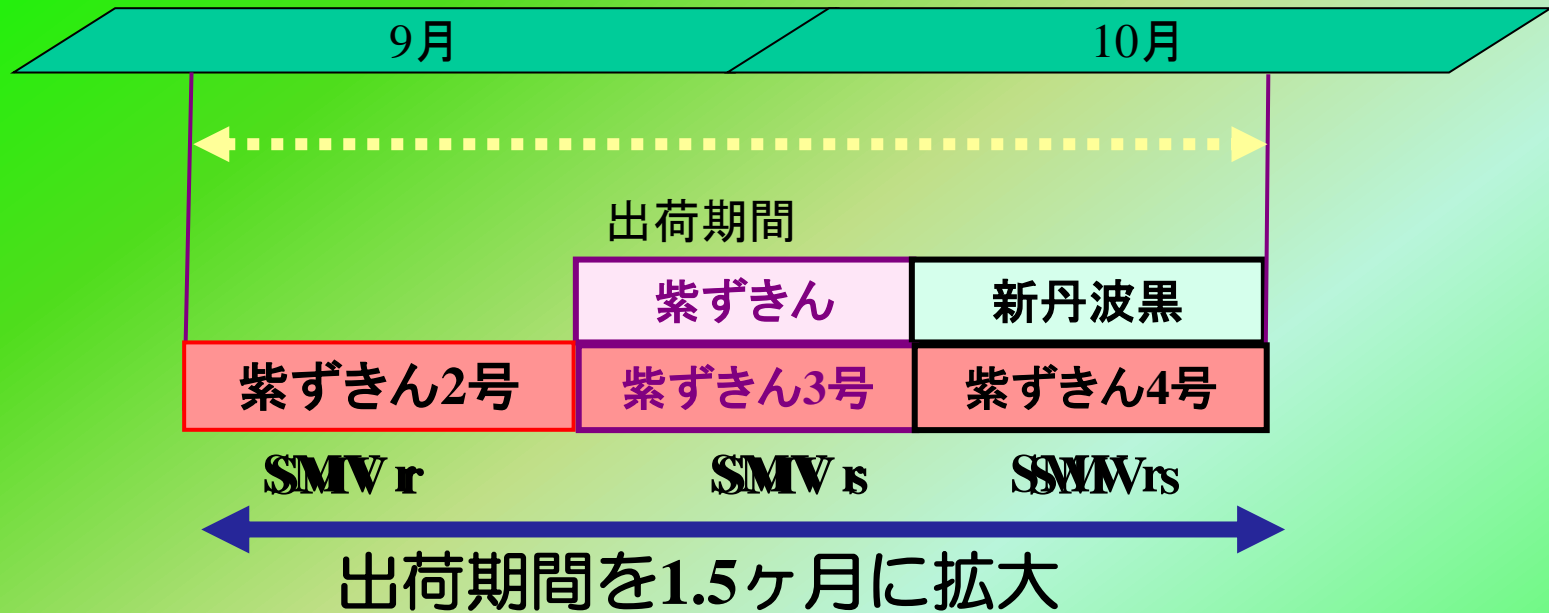 9月 10月
出荷期間
紫ずきん 新丹波黒
紫ずきん2号 紫ずきん3号 紫ずきん4号
SMV r SMV rs SMV rs
出荷期間を1.5ヶ月に拡大